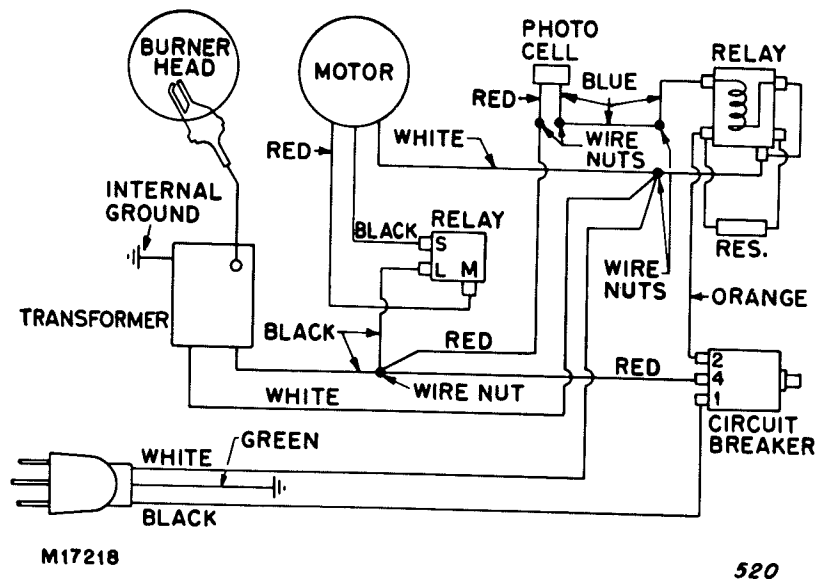 BURNER
HEAD
MOTOR
PHOTO
CELL
RELAY
BLUE
RED
WIRE
NUTS
WHITE
RED
INTERNAL
GROUND
RELAY
BLACK
S
L M
RES.
WIRE
NUTS
ORANGE
TRANSFORMER
BLACK
RED
RED
2
4
1
WHITE
WIRE NUT
CIRCUIT
BREAKER
GREEN
WHITE
BLACK
M17218
520